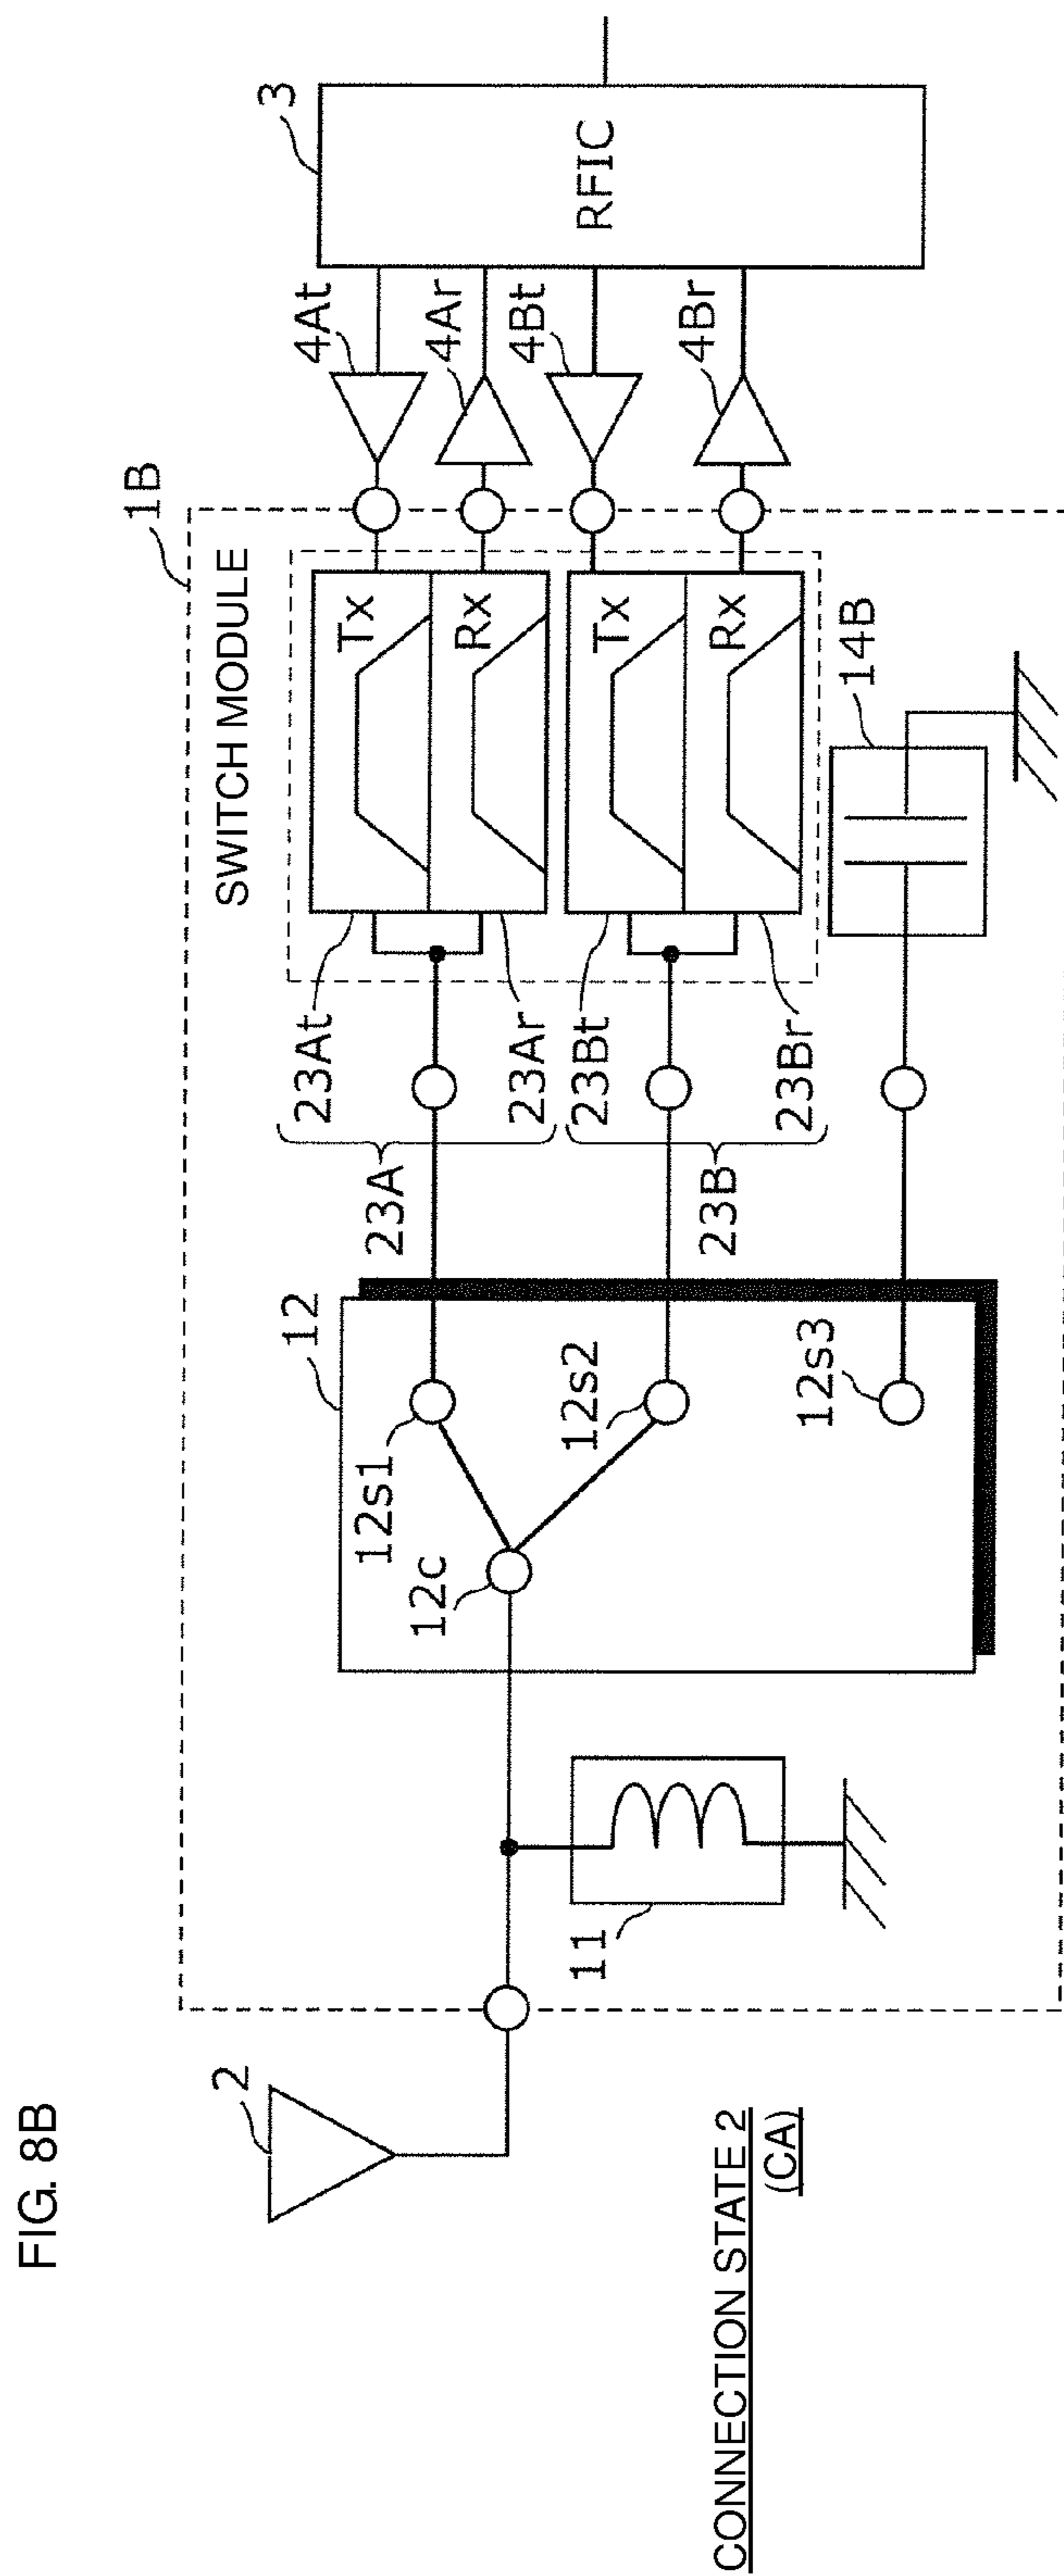 FIG. 8B
CONNECTION STATE 2
(CA)
1B
SWITCH MODULE
2
11
12
12c
12s1
12s2
12s3
23A
23At
23Ar
23B
23Bt
23Br
Tx
Rx
Tx
Rx
14B
4At
4Ar
4Bt
4Br
3
RFIC